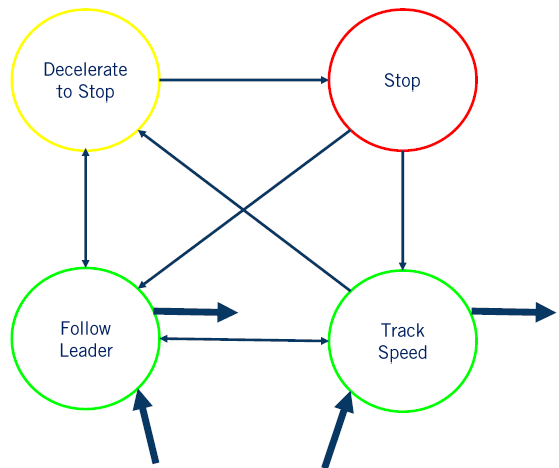 Decelerate
to Stop
Stop
Follow
Leader
Track
Speed